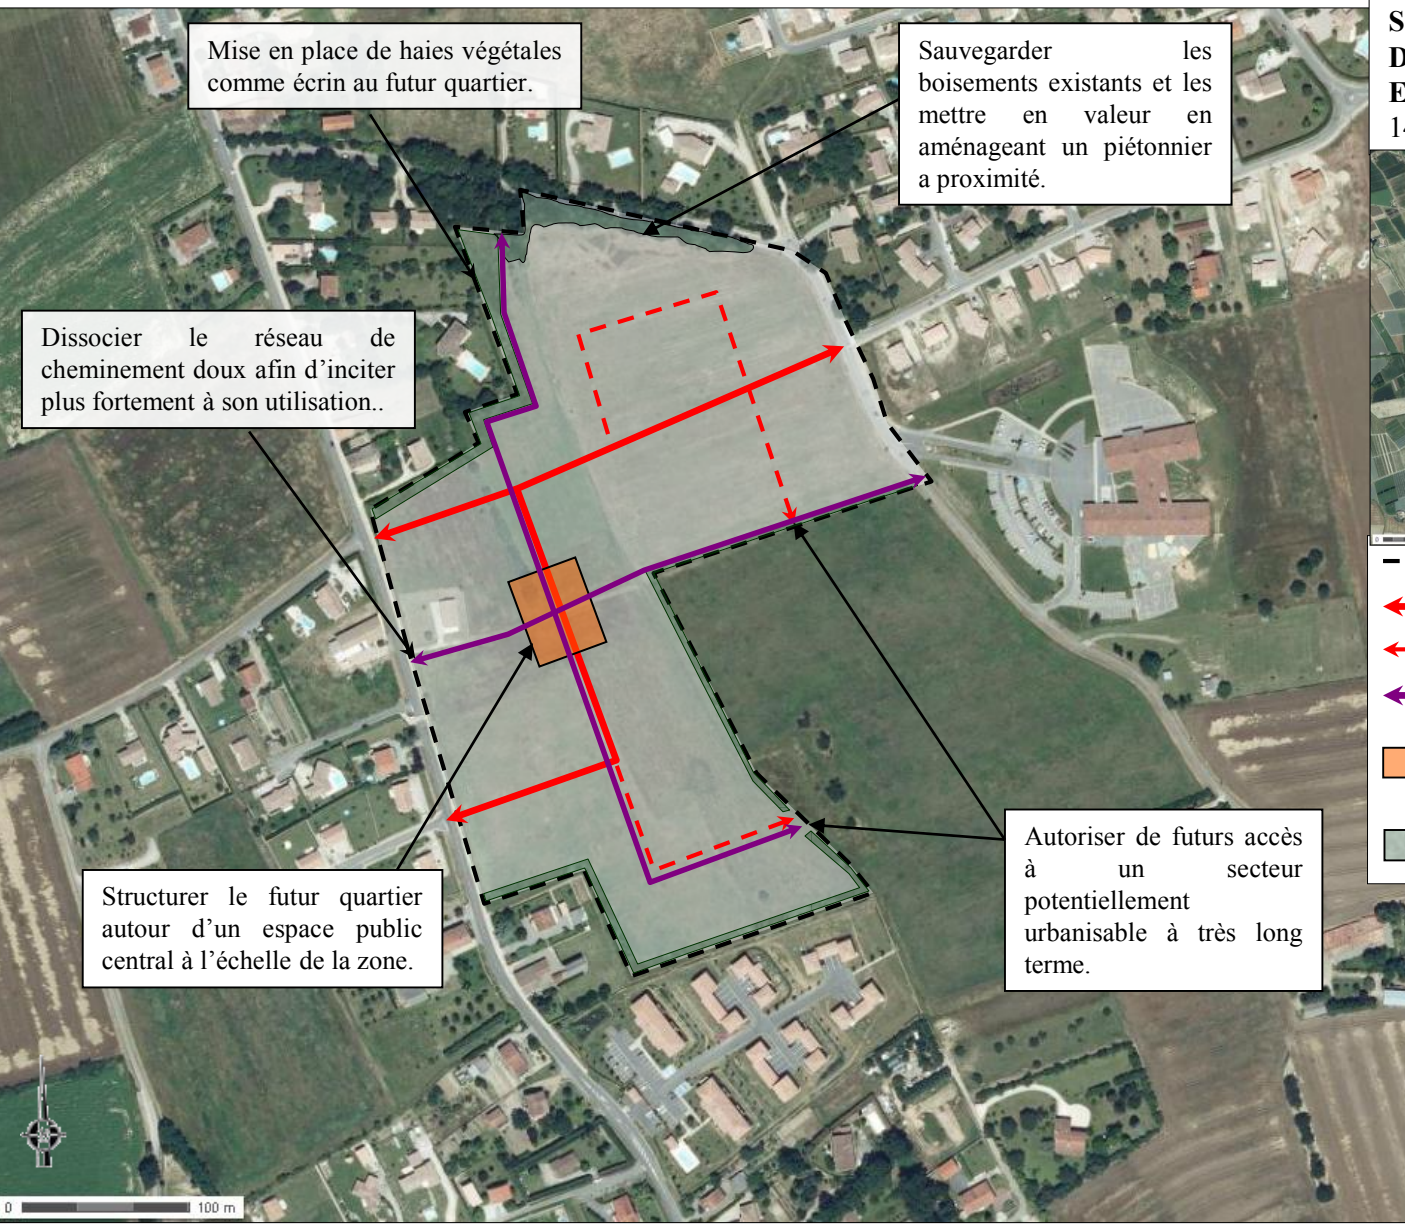 Mise en place de haies végétales
comme écrin au futur quartier.
Sauvegarder les
boisements existants et les
mettre en valeur en
aménageant un piétonnier
a proximité.
Dissocier le réseau de
cheminement doux afin d’inciter
plus fortement à son utilisation..
Structurer le futur quartier
autour d’un espace public
central à l’échelle de la zone.
Autoriser de futurs accès
à un secteur
potentiellement
urbanisable à très long
terme.
0 100 m
S
D
E
14
0